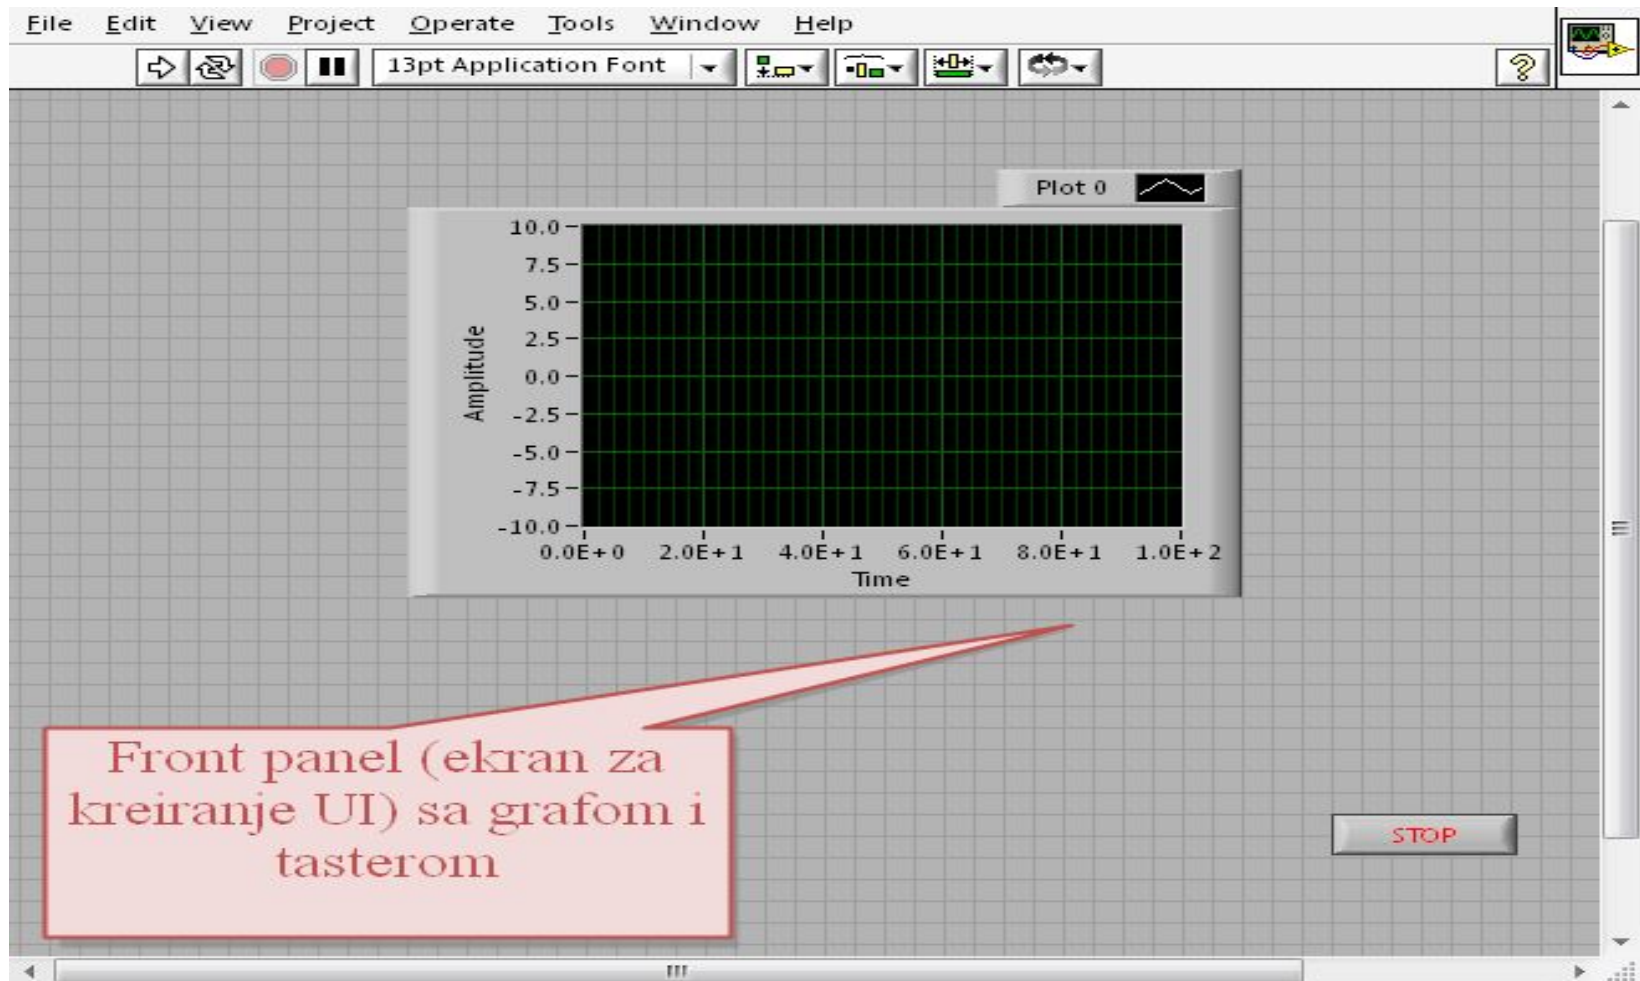 File Edit View Project Operate Tools Window Help
13pt Application Font
Plot 0
10.0
7.5
5.0
2.5
0.0
-2.5
-5.0
-7.5
-10.0
Amplitude
0.0E+0 2.0E+1 4.0E+1 6.0E+1 8.0E+1 1.0E+2
Time
Front panel (ekran za
kreiranje UI) sa grafom i
tasterom
STOP